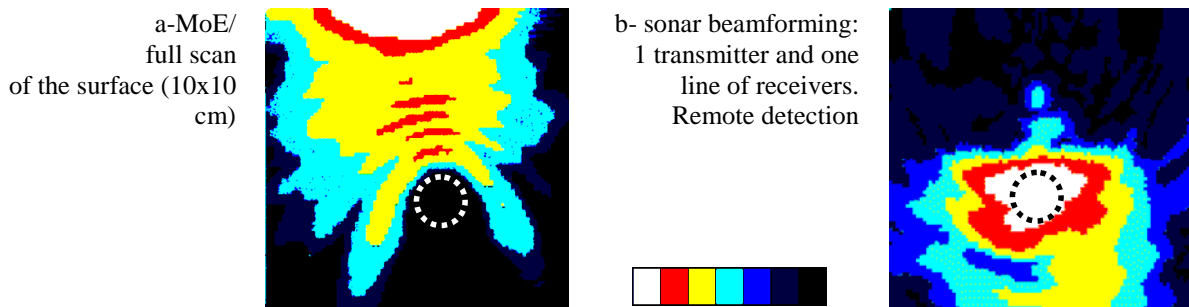 a-MoE/
full scan
of the surface (10x10
cm)
b- sonar beamforming:
1 transmitter and one
line of receivers.
Remote detection